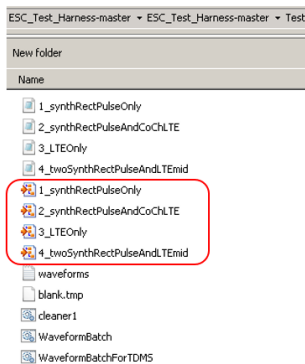 ESC_Test_Harness-master ▾ ESC_Test_Harness-master ▾ Test
New folder
Name
1_synthRectPulseOnly
2_synthRectPulseAndCoChLTE
3_LTEOnly
4_twoSynthRectPulseAndLTEmid
1_synthRectPulseOnly
2_synthRectPulseAndCoChLTE
3_LTEOnly
4_twoSynthRectPulseAndLTEmid
waveforms
blank.tmp
cleaner1
WaveformBatch
WaveformBatchForTDMS